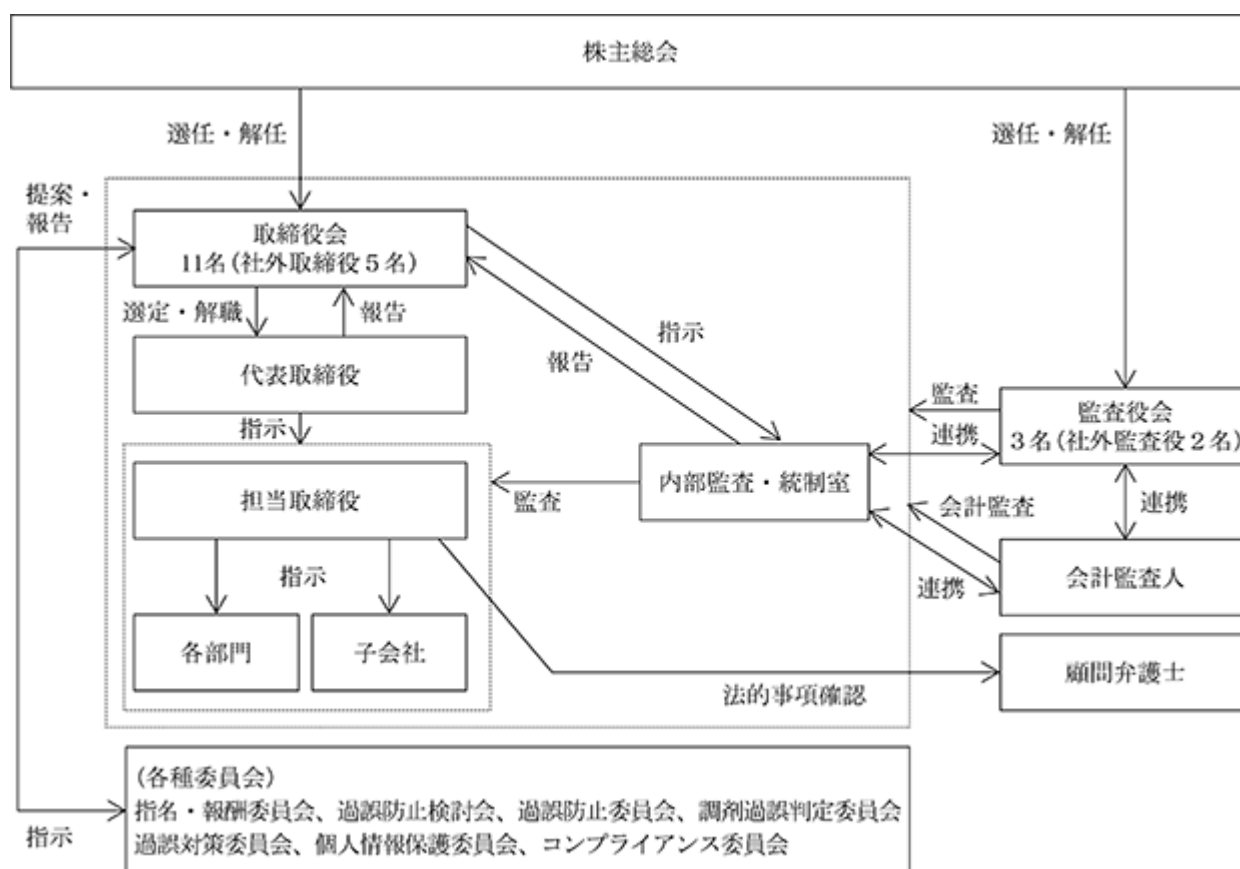 株主総会
選任・解任
選任・解任
提案・
報告
取締役会
11名(社外取締役5名)
選定・解職
報告
指示
報告
代表取締役
指示
監査
監査役会
3名(社外監査役2名)
連携
担当取締役
監査
内部監査・統制室
会計監査
連携
指示
連携
会計監査人
各部門
子会社
法的事項確認
顧問弁護士
(各種委員会)
指名・報酬委員会、過誤防止検討会、過誤防止委員会、調剤過誤判定委員会
過誤対策委員会、個人情報保護委員会、コンプライアンス委員会
指示